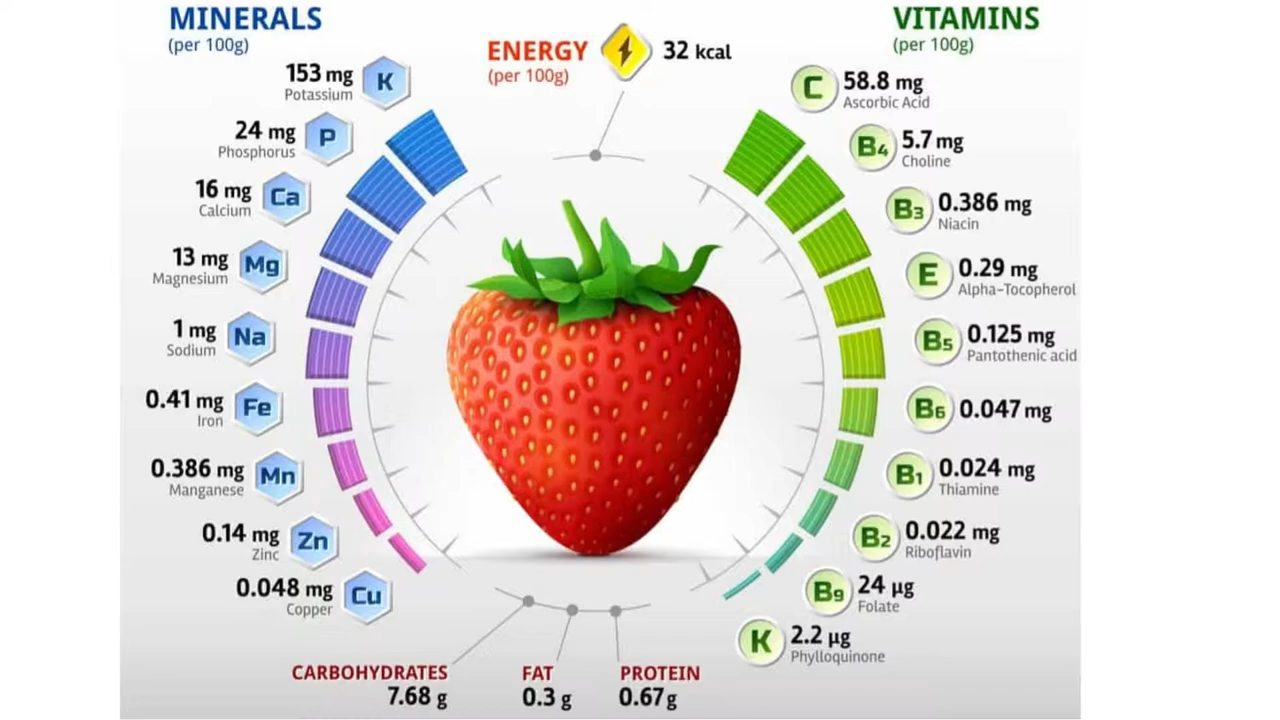 MINERALS
(per 100g)
153 mg
Potassium
K
24 mg
Phosphorus
P
16 mg
Calcium
Ca
13 mg
Magnesium
Mg
1 mg
Sodium
Na
0.41 mg
Iron
Fe
0.386 mg
Manganese
Mn
0.14 mg
Zinc
Zn
0.048 mg
Copper
Cu
ENERGY
(per 100g)
32 kcal
VITAMINS
(per 100g)
C
58.8 mg
Ascorbic Acid
B4
5.7 mg
Choline
B3
0.386 mg
Niacin
E
0.29 mg
Alpha-Tocopherol
B5
0.125 mg
Pantothenic acid
B6
0.047 mg
B1
0.024 mg
Thiamine
B2
0.022 mg
Riboflavin
B9
24 µg
Folate
K
2.2 µg
Phylloquinone
CARBOHYDRATES
7.68 g
FAT
0.3 g
PROTEIN
0.67g